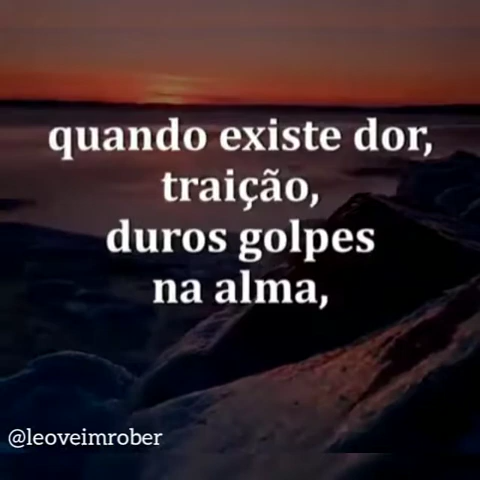 quando existe dor,
traição,
duros golpes
na alma,
@leoveimrober